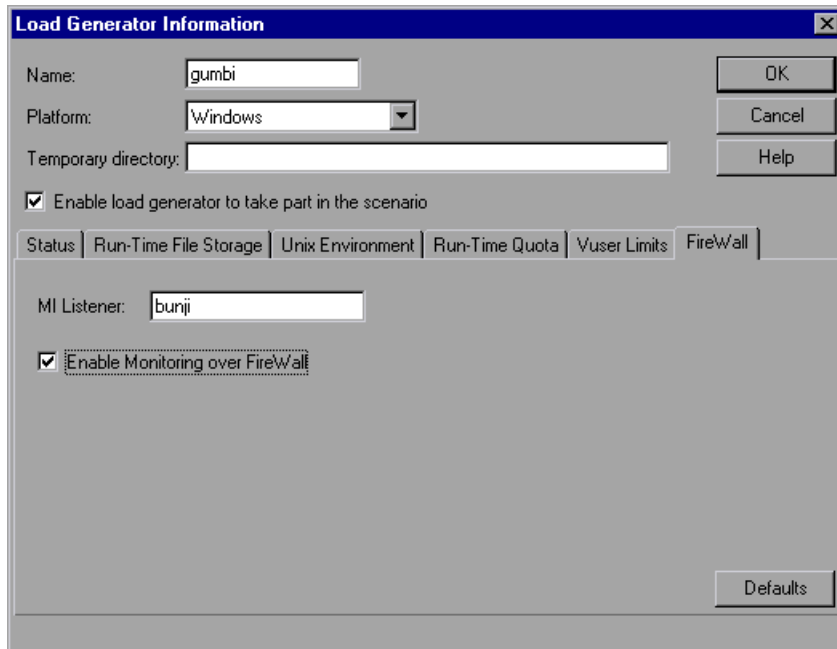 Load Generator Information
Name: gumbi OK
Platform: Windows Cancel
Temporary directory: Help
Enable load generator to take part in the scenario
Status Run-Time File Storage Unix Environment Run-Time Quota Vuser Limits FireWall
MI Listener: bunji
Enable Monitoring over FireWall
Defaults